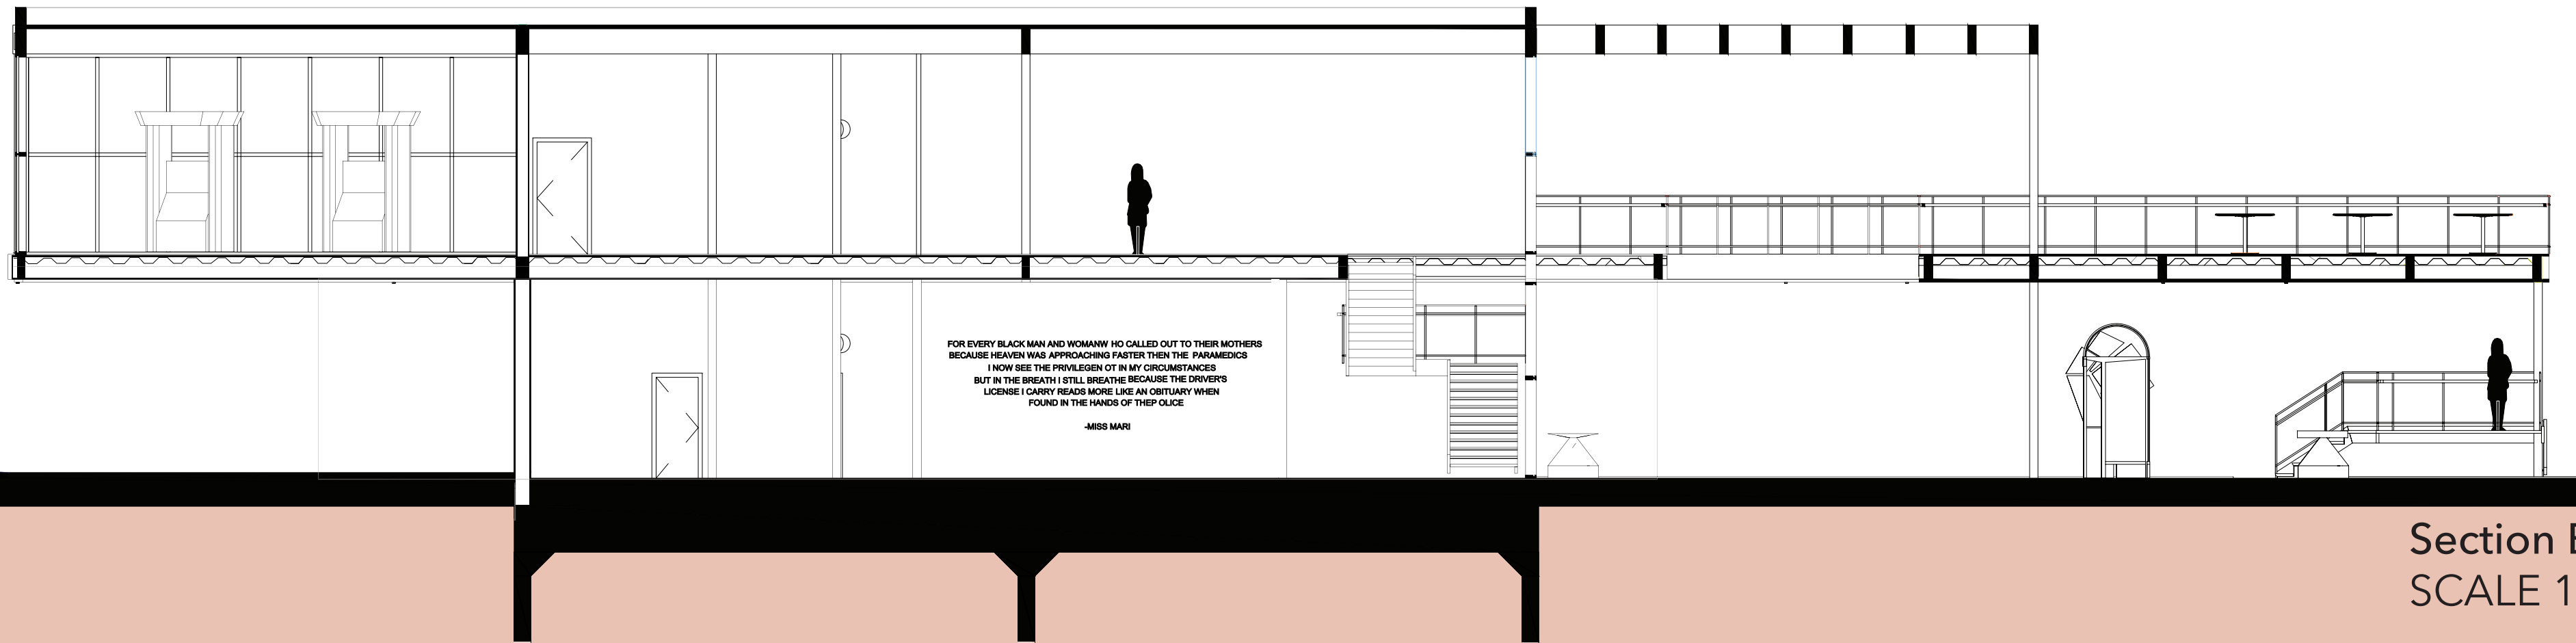 FOR EVERY BLACK MAN AND WOMANW HO CALLED OUT TO THEIR MOTHERS
BECAUSE HEAVEN WAS APPROACHING FASTER THEN THE PARAMEDICS
I NOW SEE THE PRIVILEGEN OT IN MY CIRCUMSTANCES
BUT IN THE BREATH I STILL BREATHE BECAUSE THE DRIVER'S
LICENSE I CARRY READS MORE LIKE AN OBITUARY WHEN
FOUND IN THE HANDS OF THEP OLICE
-MISS MARI
Section
SCALE 1